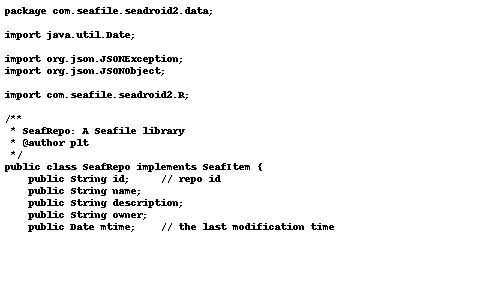 package com.seafile.seadroid2.data;

import java.util.Date;

import org.json.JSONException;
import org.json.JSONObject;

import com.seafile.seadroid2.R;

/**
 * SeafRepo: A Seafile library
 * @author plt
 */
public class SeafRepo implements SeafItem {
    public String id;     // repo id
    public String name;
    public String description;
    public String owner;
    public Date mtime;    // the last modification time